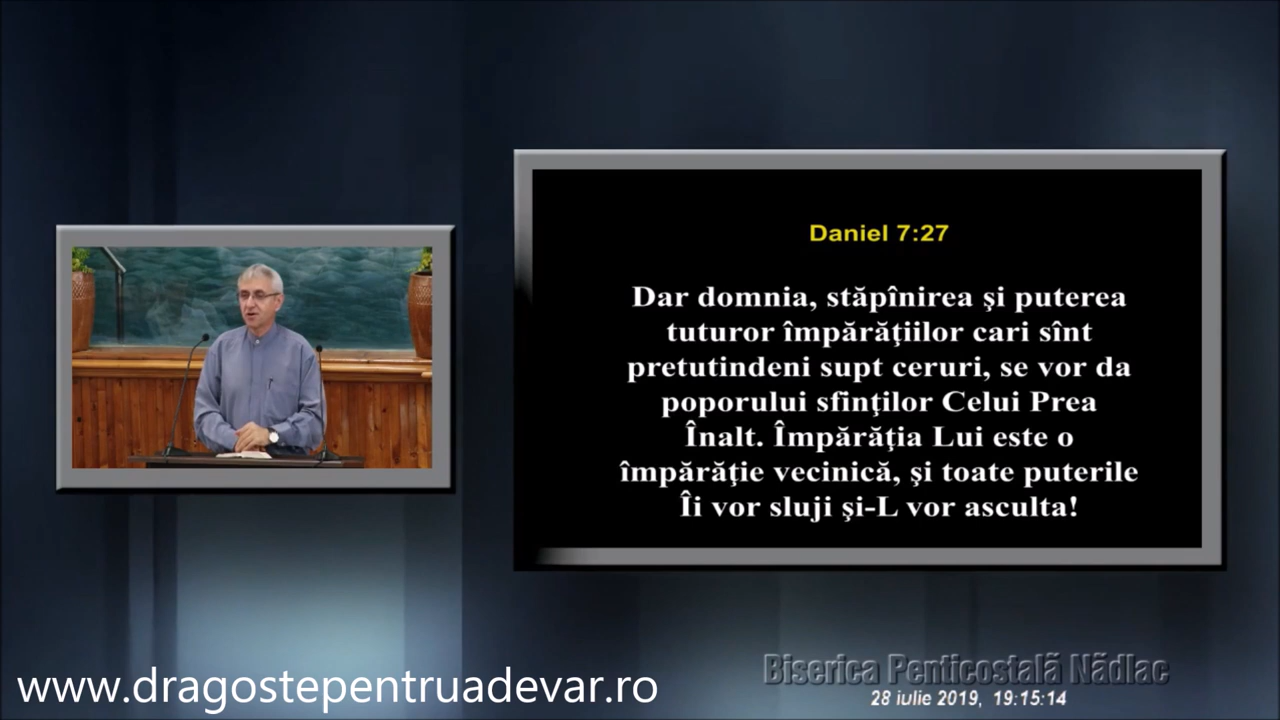 Daniel 7:27
Dar domnia, stăpînirea şi puterea
tuturor împărăţiilor cari sînt
pretutindeni supt ceruri, se vor da
poporului sfinţilor Celui Prea
Înalt. Împărăţia Lui este o
împărăţie vecinică, şi toate puterile
Îi vor sluji şi-L vor asculta!
Biserica Penticostală Nădlac
28 iulie 2019, 19:15:14
www.dragostepentruadevar.ro